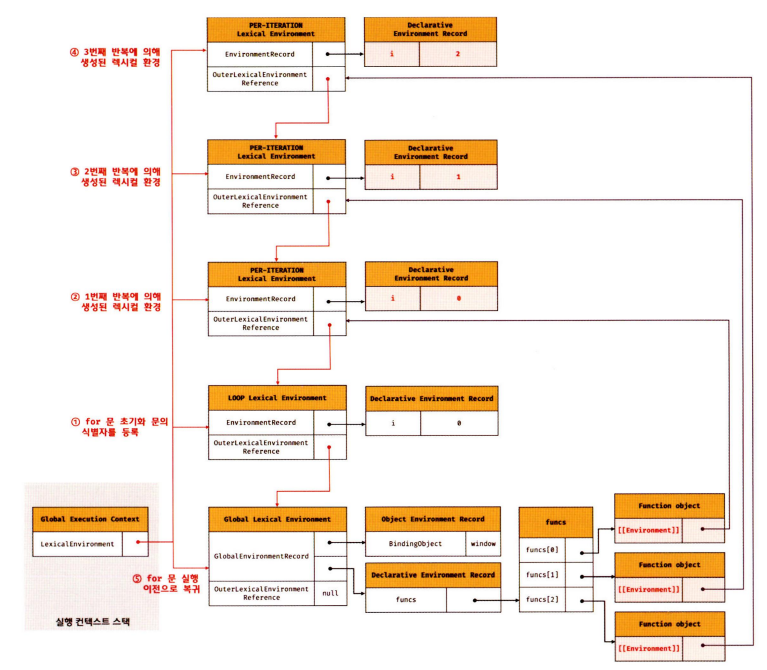 ④ 3번째 반복에 의해
생성된 렉시컬 환경
PER-ITERATION
Lexical Environment
EnvironmentRecord
OuterLexicalEnvironment
Reference
Declarative
Environment Record
i 2
③ 2번째 반복에 의해
생성된 렉시컬 환경
PER-ITERATION
Lexical Environment
EnvironmentRecord
OuterLexicalEnvironment
Reference
Declarative
Environment Record
i 1
② 1번째 반복에 의해
생성된 렉시컬 환경
PER-ITERATION
Lexical Environment
EnvironmentRecord
OuterLexicalEnvironment
Reference
Declarative
Environment Record
i 0
① for 문 초기화 문의
식별자를 등록
LOOP Lexical Environment
EnvironmentRecord
OuterLexicalEnvironment
Reference
Declarative Environment Record
i 0
Global Execution Context
LexicalEnvironment
실행 컨텍스트 스택
⑤ for 문 실행
이전으로 복귀
Global Lexical Environment
GlobalEnvironmentRecord
OuterLexicalEnvironment
Reference
null
Object Environment Record
BindingObject window
Declarative Environment Record
funcs
funcs
funcs[0]
funcs[1]
funcs[2]
Function object
[[Environment]]
Function object
[[Environment]]
Function object
[[Environment]]